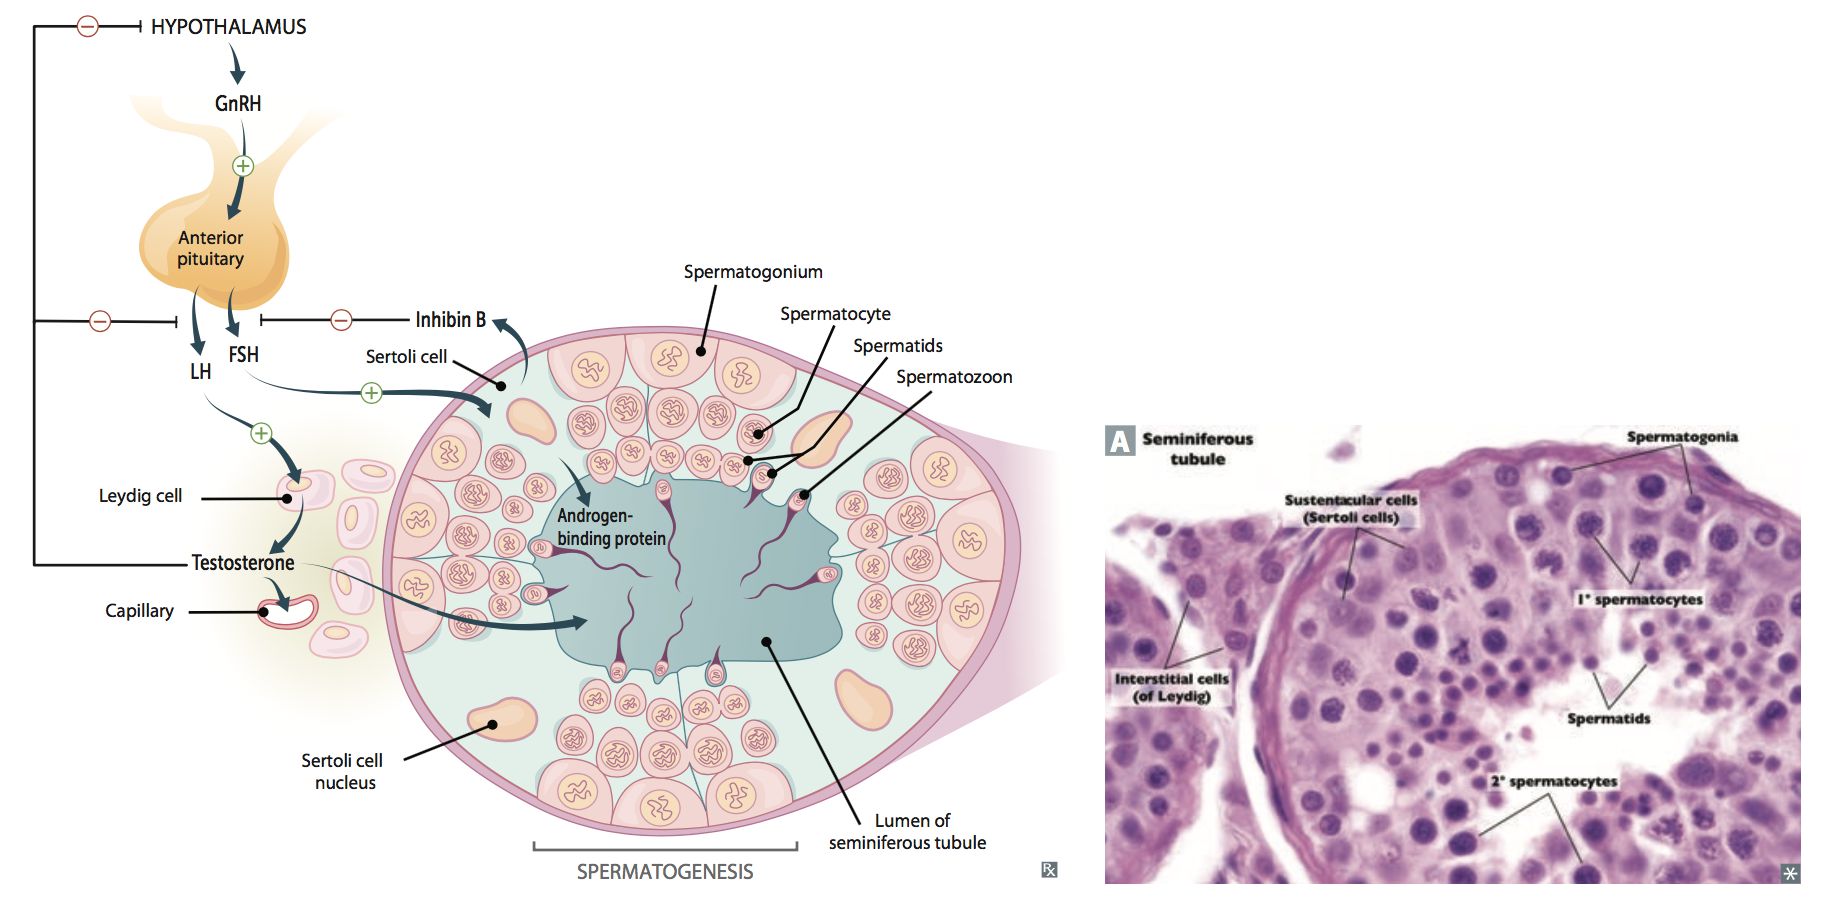 HYPOTHALAMUS
GnRH
Anterior
pituitary
Inhibin B
LH
FSH
Sertoli cell
Spermatogonium
Spermatocyte
Spermatids
Spermatozoon
Leydig cell
Testosterone
Capillary
Androgen-
binding protein
Sertoli cell
nucleus
Lumen of
seminiferous tubule
SPERMATOGENESIS
Rx
A Seminiferous
tubule
Spermatogonia
Sustentacular cells
(Sertoli cells)
1° spermatocytes
Interstitial cells
(of Leydig)
Spermatids
2° spermatocytes